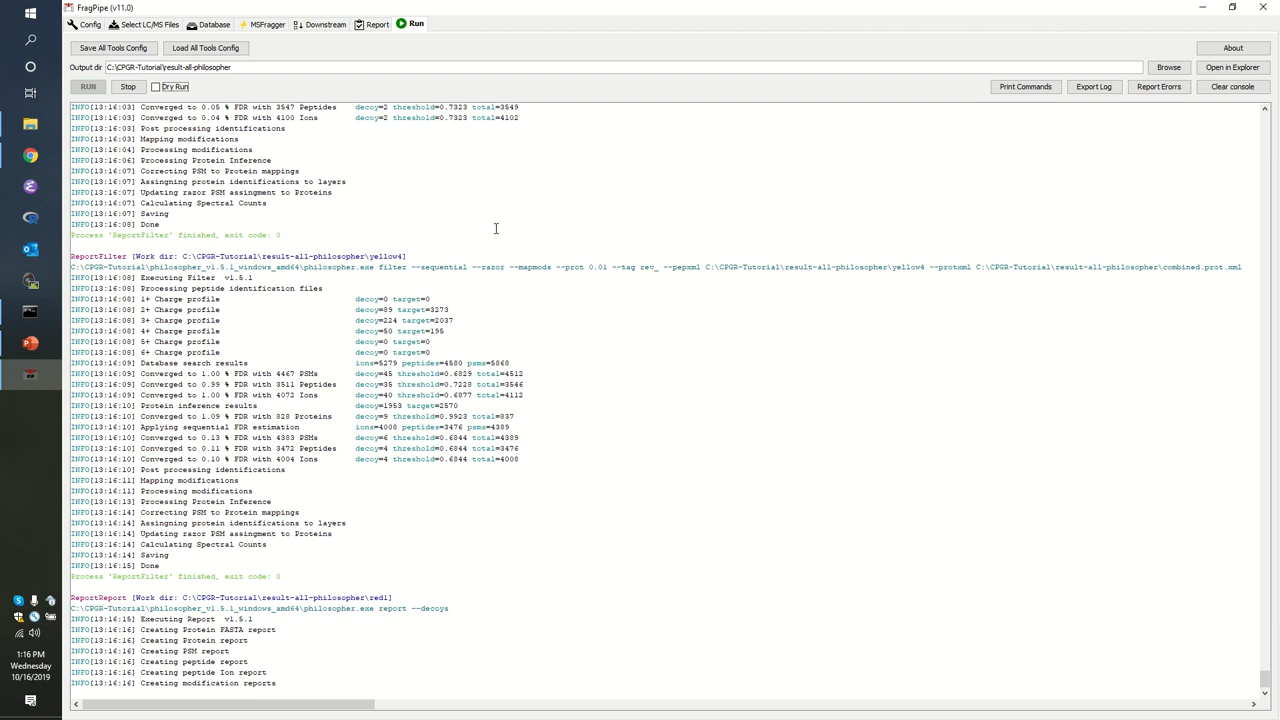 FragPipe (v11.0)
Config Select LC/MS Files Database MSFragger Downstream Report Run
Save All Tools Config Load All Tools Config About
Output dir C:\CPGR-Tutorial\result-all-philosopher Browse Open in Explorer
RUN Stop Dry Run Print Commands Export Log Report Errors Clear console
INFO[13:16:03] Converged to 0.05 % FDR with 3547 Peptides decoy=2 threshold=0.7323 total=3549
INFO[13:16:03] Converged to 0.04 % FDR with 4100 Ions decoy=2 threshold=0.7323 total=4102
INFO[13:16:03] Post processing identifications
INFO[13:16:03] Mapping modifications
INFO[13:16:04] Processing modifications
INFO[13:16:06] Processing Protein Inference
INFO[13:16:07] Correcting PSM to Protein mappings
INFO[13:16:07] Assingning protein identifications to layers
INFO[13:16:07] Updating razor PSM assingment to Proteins
INFO[13:16:07] Calculating Spectral Counts
INFO[13:16:07] Saving
INFO[13:16:08] Done
Process 'ReportFilter' finished, exit code: 0
ReportFilter [Work dir: C:\CPGR-Tutorial\result-all-philosopher\yellow4]
C:\CPGR-Tutorial\philosopher_v1.5.1_windows_amd64\philosopher.exe filter --sequential --razor --mapmods --prot 0.01 --tag rev_ --pepxml C:\CPGR-Tutorial\result-all-philosopher\yellow4 --protxml C:\CPGR-Tutorial\result-all-philosopher\combined.prot.xml
INFO[13:16:08] Executing Filter v1.5.1
INFO[13:16:08] Processing peptide identification files
INFO[13:16:08] 1+ Charge profile decoy=0 target=0
INFO[13:16:08] 2+ Charge profile decoy=89 target=3273
INFO[13:16:08] 3+ Charge profile decoy=224 target=2037
INFO[13:16:08] 4+ Charge profile decoy=50 target=195
INFO[13:16:08] 5+ Charge profile decoy=0 target=0
INFO[13:16:08] 6+ Charge profile decoy=0 target=0
INFO[13:16:09] Database search results ions=5279 peptides=4580 psms=5868
INFO[13:16:09] Converged to 1.00 % FDR with 4467 PSMs decoy=45 threshold=0.6829 total=4512
INFO[13:16:09] Converged to 0.99 % FDR with 3511 Peptides decoy=35 threshold=0.7228 total=3546
INFO[13:16:09] Converged to 1.00 % FDR with 4072 Ions decoy=40 threshold=0.6877 total=4112
INFO[13:16:10] Protein inference results decoy=1953 target=2570
INFO[13:16:10] Converged to 1.09 % FDR with 828 Proteins decoy=9 threshold=0.9923 total=837
INFO[13:16:10] Applying sequential FDR estimation ions=4008 peptides=3476 psms=4389
INFO[13:16:10] Converged to 0.13 % FDR with 4383 PSMs decoy=6 threshold=0.6844 total=4389
INFO[13:16:10] Converged to 0.11 % FDR with 3472 Peptides decoy=4 threshold=0.6844 total=3476
INFO[13:16:10] Converged to 0.10 % FDR with 4004 Ions decoy=4 threshold=0.6844 total=4008
INFO[13:16:10] Post processing identifications
INFO[13:16:11] Mapping modifications
INFO[13:16:11] Processing modifications
INFO[13:16:13] Processing Protein Inference
INFO[13:16:14] Correcting PSM to Protein mappings
INFO[13:16:14] Assingning protein identifications to layers
INFO[13:16:14] Updating razor PSM assingment to Proteins
INFO[13:16:14] Calculating Spectral Counts
INFO[13:16:14] Saving
INFO[13:16:15] Done
Process 'ReportFilter' finished, exit code: 0
ReportReport [Work dir: C:\CPGR-Tutorial\result-all-philosopher\red1]
C:\CPGR-Tutorial\philosopher_v1.5.1_windows_amd64\philosopher.exe report --decoys
INFO[13:16:15] Executing Report v1.5.1
INFO[13:16:16] Creating Protein FASTA report
INFO[13:16:16] Creating Protein report
INFO[13:16:16] Creating PSM report
INFO[13:16:16] Creating peptide report
INFO[13:16:16] Creating peptide Ion report
INFO[13:16:16] Creating modification reports
1:16 PM
Wednesday
10/16/2019